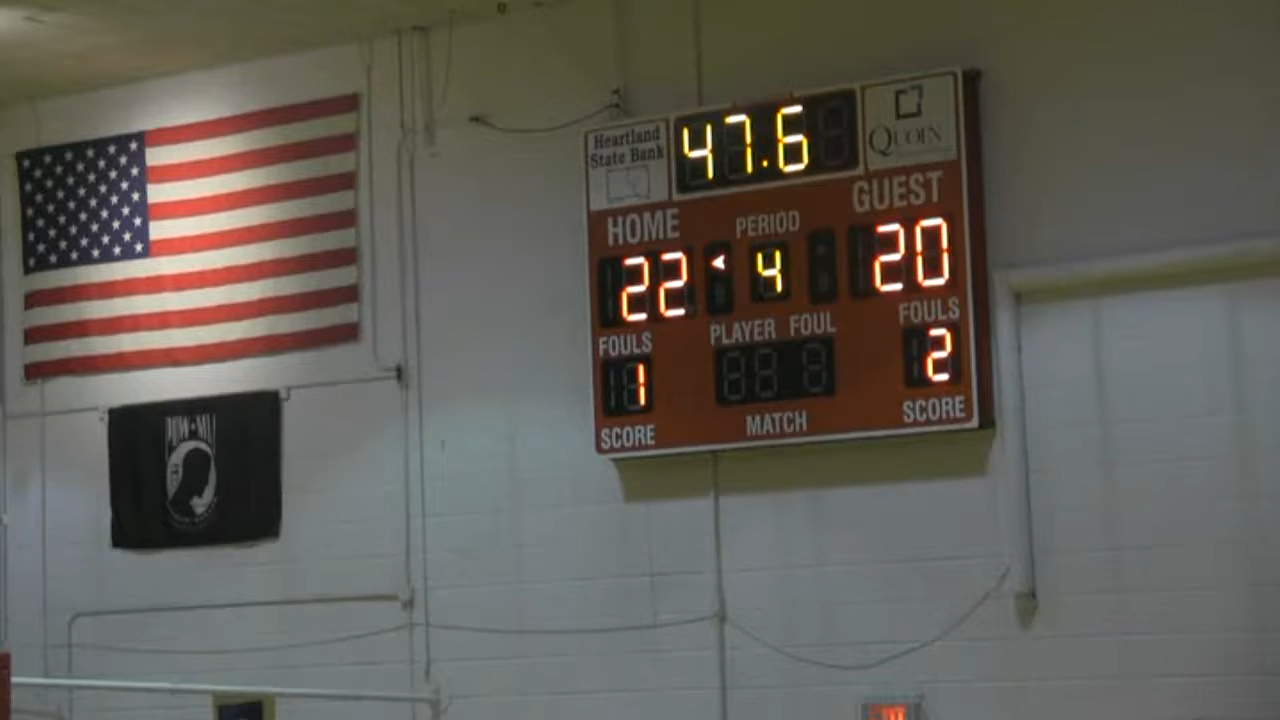 Heartland
State Bank
47.6
QUOIN
HOME
PERIOD
GUEST
22
4
20
FOULS
PLAYER FOUL
FOULS
1
2
SCORE
MATCH
SCORE
POW★MIA